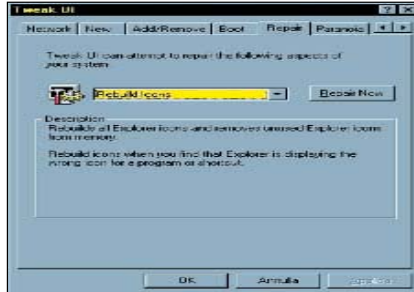 Tweak UI
Network New Add/Remove Boot Repair Paranoia
Tweak UI can attempt to repair the following aspects of
your system
Rebuild Icons
Repair Now
Description
Rebuilds all Explorer icons and removes unused Explorer icons
from memory.
Rebuild icons when you find that Explorer is displaying the
wrong icon for a program or shortcut.
OK Annulla